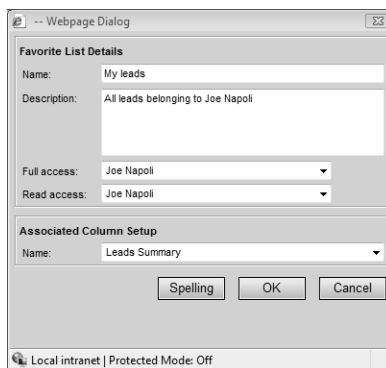 -- Webpage Dialog
Favorite List Details
Name: My leads
Description: All leads belonging to Joe Napoli
Full access: Joe Napoli
Read access: Joe Napoli
Associated Column Setup
Name: Leads Summary
Spelling OK Cancel
Local intranet | Protected Mode: Off